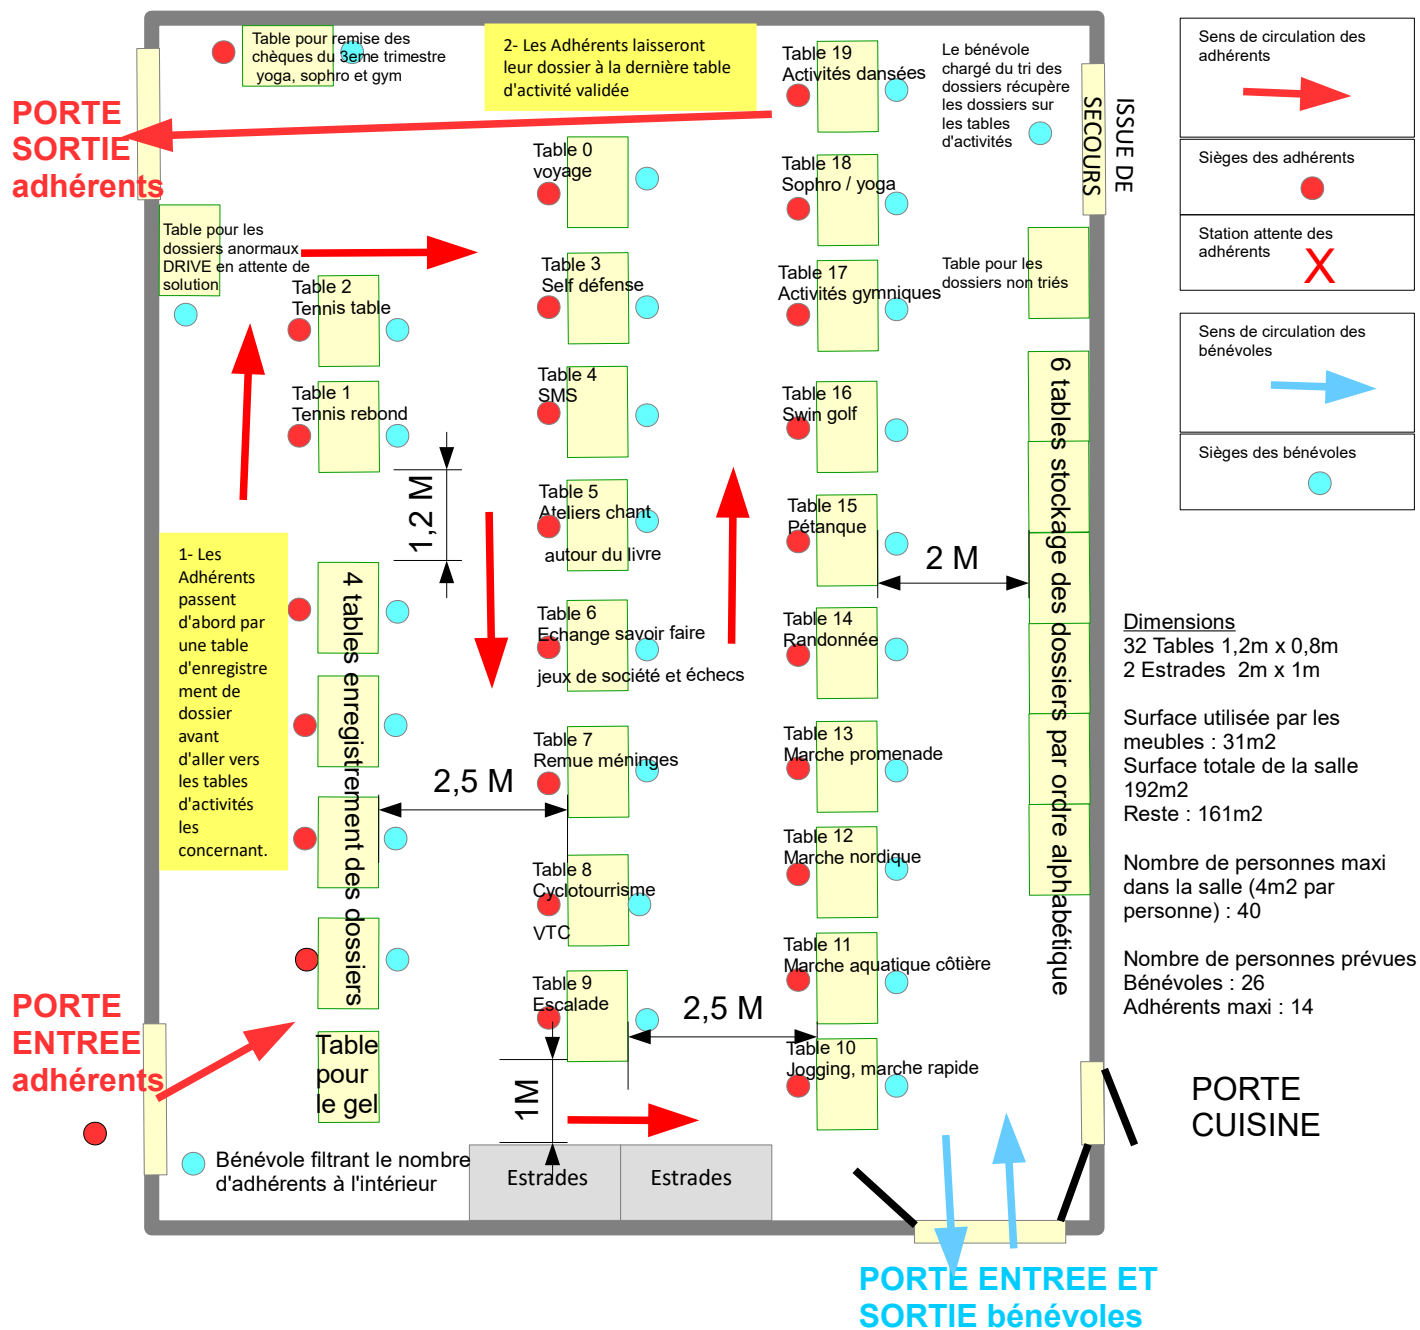 Table pour remise des
chèques du 3eme trimestre
yoga, sophro et gym
2- Les Adhérents laisseront
leur dossier à la dernière table
d'activité validée
Table 19
Activités dansées
Le bénévole
chargé du tri des
dossiers récupère
les dossiers sur
les tables
d'activités
ISSUE DE
SECOURS
PORTE
SORTIE
adhérents
Table 0
voyage
Table 18
Sophro / yoga
Table pour les
dossiers anormaux
DRIVE en attente de
solution
Table 2
Tennis table
Table 3
Self défense
Table 17
Activités gymniques
Table pour les
dossiers non triés
Table 1
Tennis rebond
Table 4
SMS
Table 16
Swin golf
1,2 M
Table 5
Ateliers chant
autour du livre
Table 15
Pétanque
2 M
6 tables stockage des dossiers par ordre alphabétique
1- Les
Adhérents
passent
d'abord par
une table
d'enregistre
ment de
dossier
avant
d'aller vers
les tables
d'activités
les
concernant.
4 tables enregistrement des dossiers
Table 6
Echange savoir faire
jeux de société et échecs
Table 14
Randonnée
Table 7
Remue méninges
Table 13
Marche promenade
2,5 M
Table 8
Cyclotourrisme
VTC
Table 12
Marche nordique
Table 9
Escalade
Table 11
Marche aquatique côtière
2,5 M
PORTE
ENTREE
adhérents
Table
pour
le gel
1M
Table 10
Jogging, marche rapide
Bénévole filtrant le nombre
d'adhérents à l'intérieur
Estrades
Estrades
PORTE
CUISINE
PORTE ENTREE ET
SORTIE bénévoles
Sens de circulation des
adhérents
Sièges des adhérents
Station attente des
adhérents
X
Sens de circulation des
bénévoles
Sièges des bénévoles
Dimensions
32 Tables 1,2m x 0,8m
2 Estrades 2m x 1m
Surface utilisée par les
meubles : 31m2
Surface totale de la salle
192m2
Reste : 161m2
Nombre de personnes maxi
dans la salle (4m2 par
personne) : 40
Nombre de personnes prévues
Bénévoles : 26
Adhérents maxi : 14